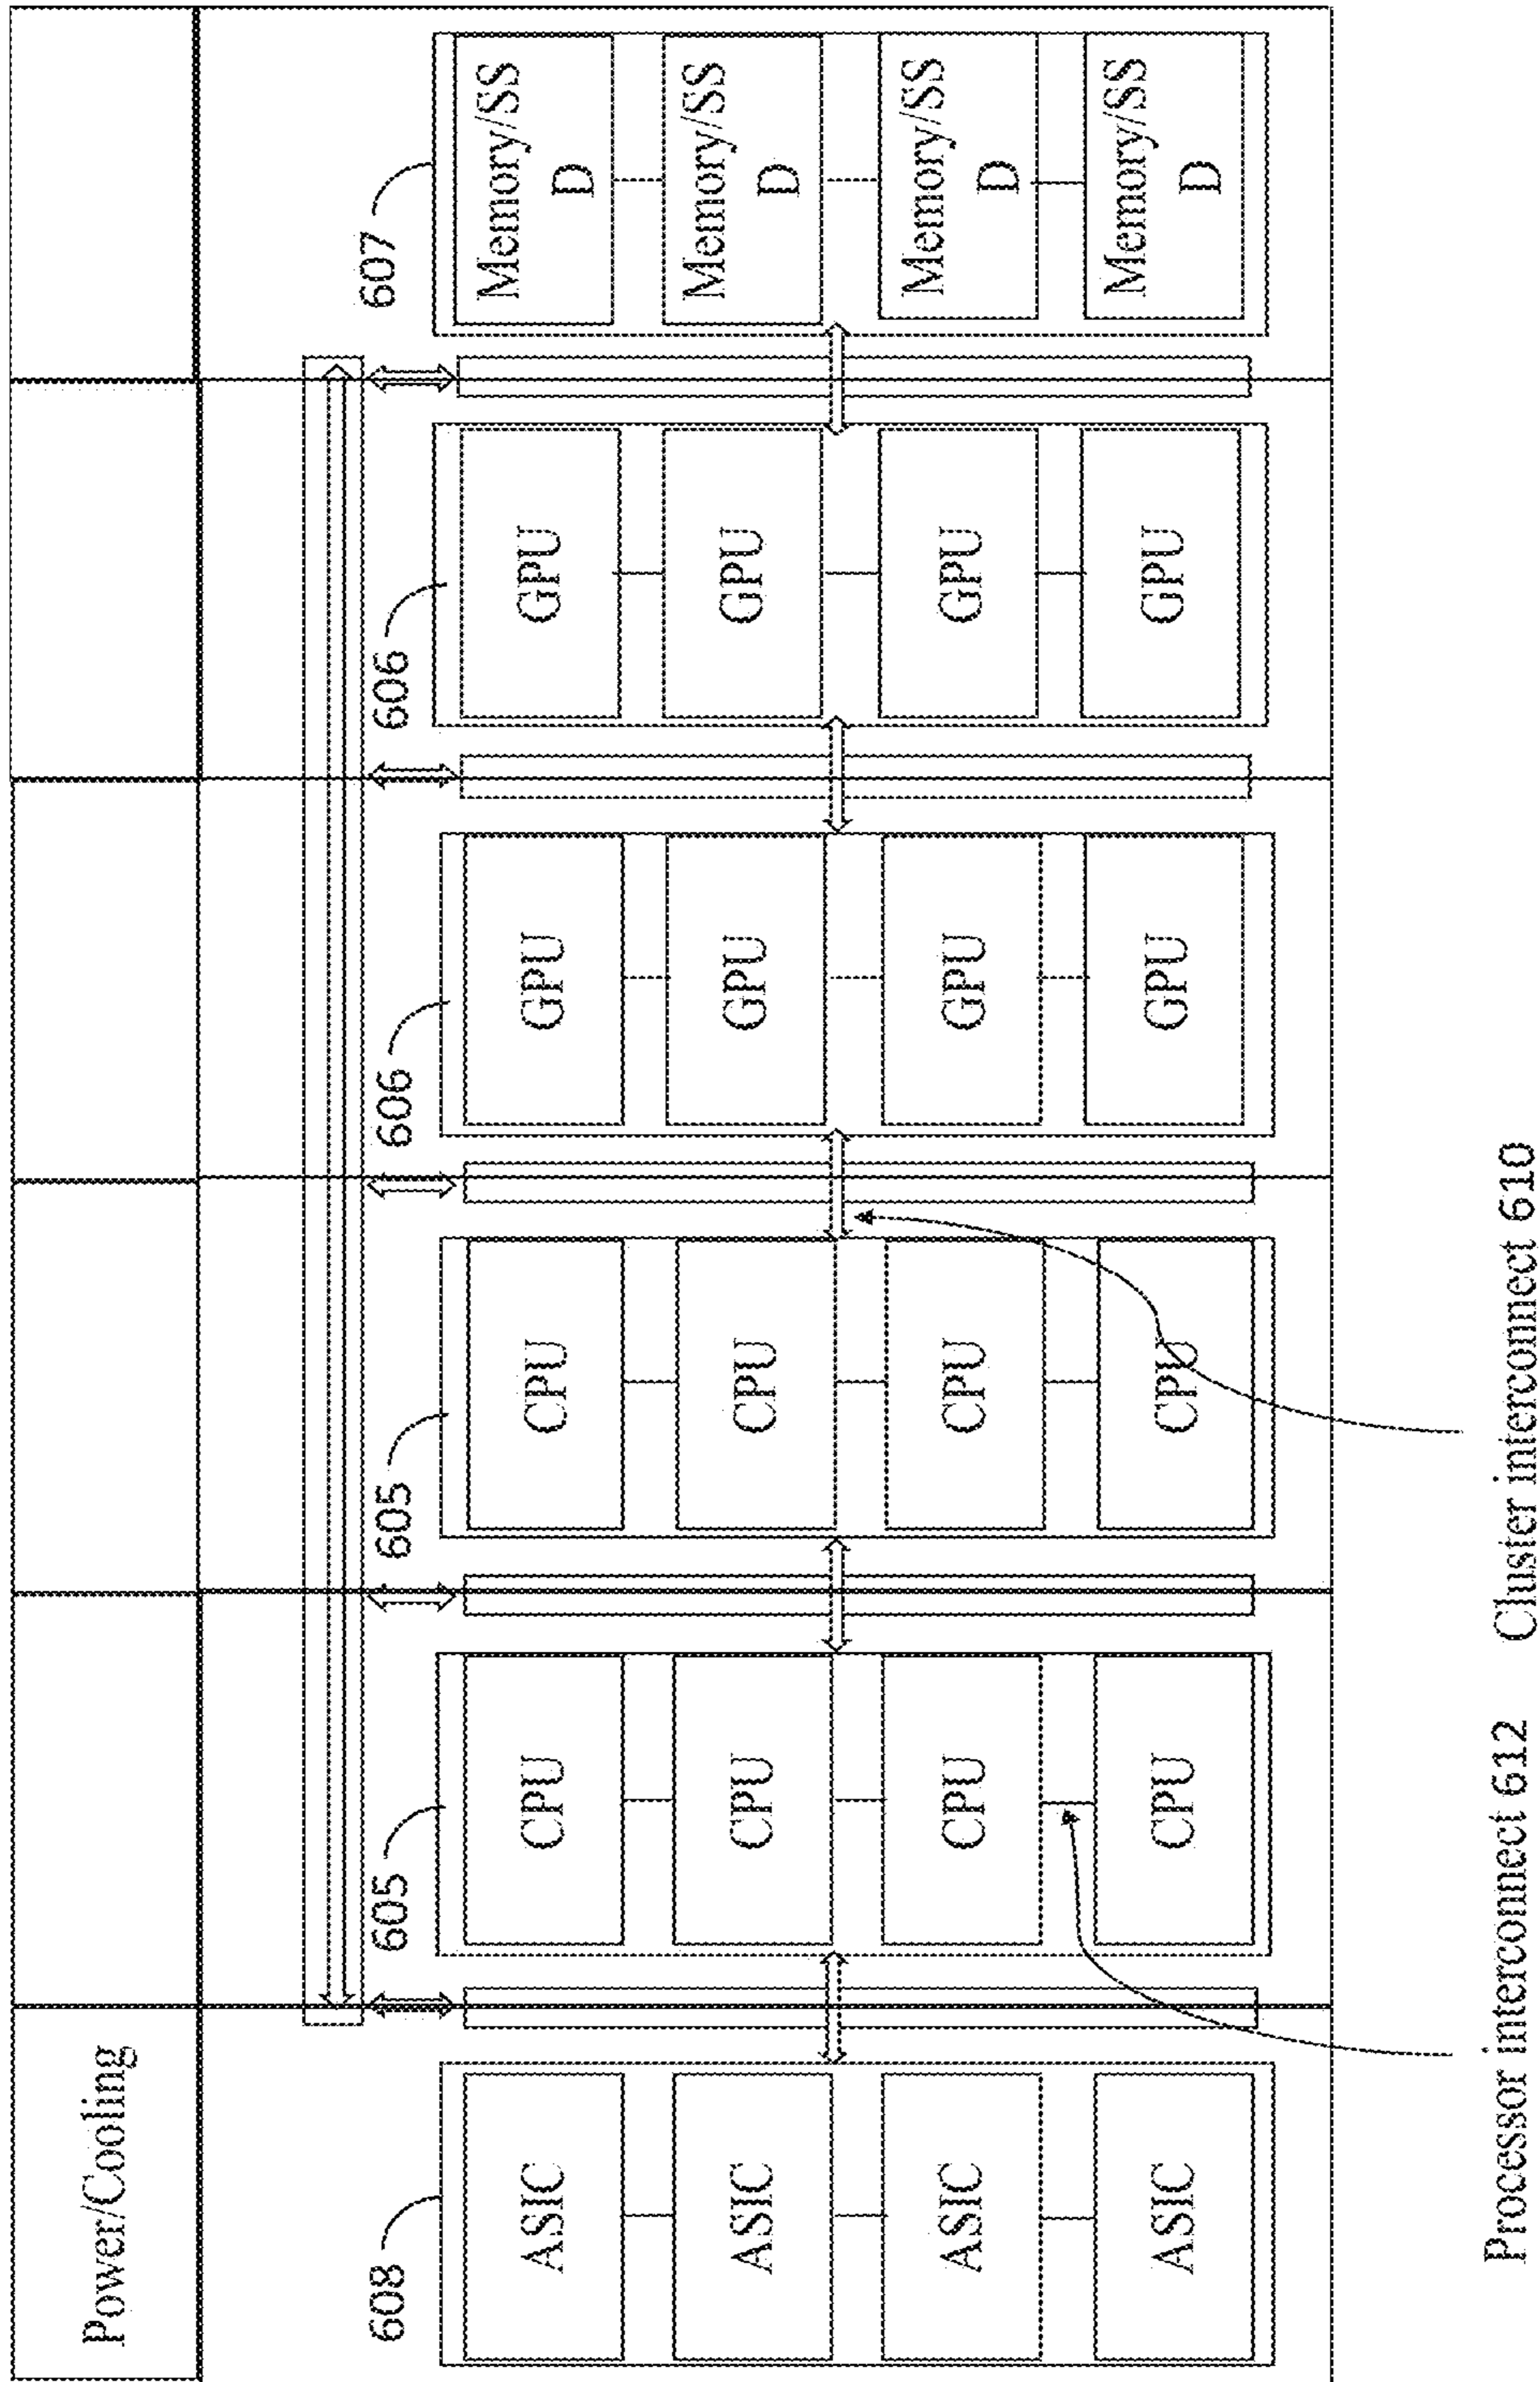 Power/Cooling
608
ASIC
ASIC
ASIC
ASIC
605
CPU
CPU
CPU
CPU
605
CPU
CPU
CPU
CPU
606
GPU
GPU
GPU
GPU
606
GPU
GPU
GPU
GPU
607
Memory/SS
D
Memory/SS
D
Memory/SS
D
Memory/SS
D
Processor interconnect 612
Cluster interconnect 610